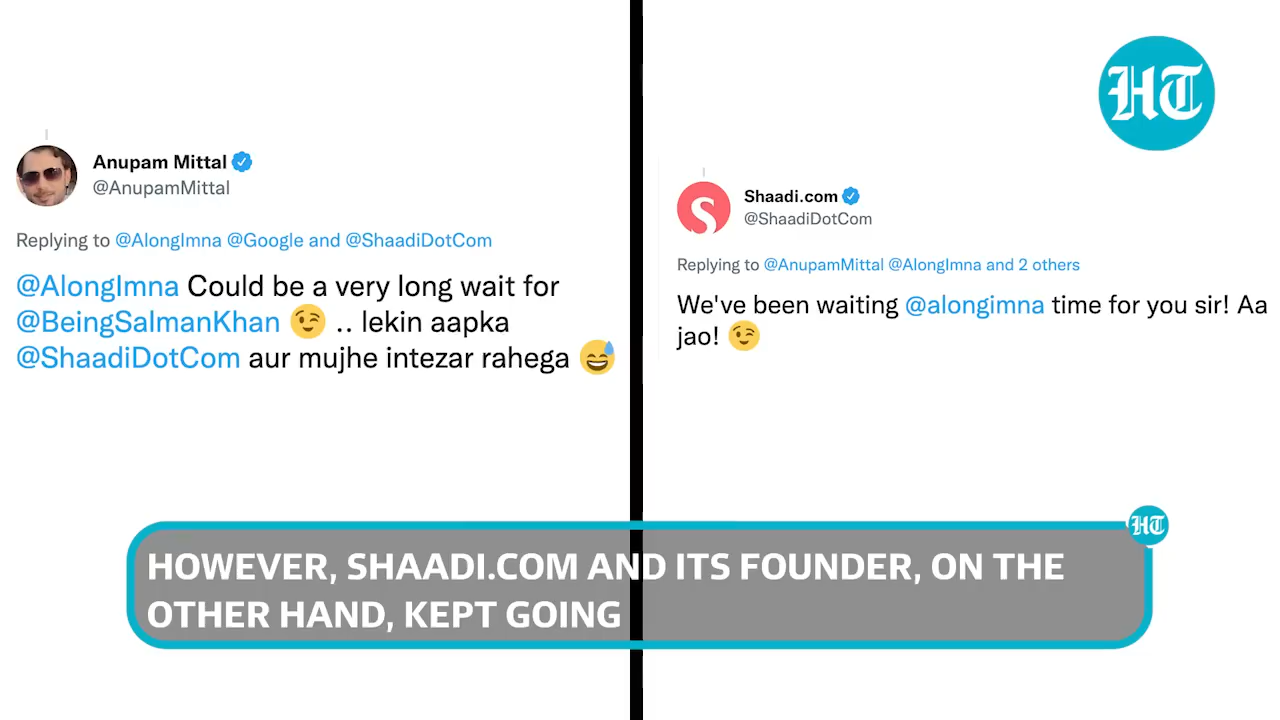 HT
Anupam Mittal
@AnupamMittal
Replying to @AlongImna @Google and @ShaadiDotCom
@AlongImna Could be a very long wait for
@BeingSalmanKhan 😉 .. lekin aapka
@ShaadiDotCom aur mujhe intezar rahega 😅
Shaadi.com
@ShaadiDotCom
Replying to @AnupamMittal @AlongImna and 2 others
We've been waiting @alongimna time for you sir! Aa
jao! 😉
HT
HOWEVER, SHAADI.COM AND ITS FOUNDER, ON THE
OTHER HAND, KEPT GOING